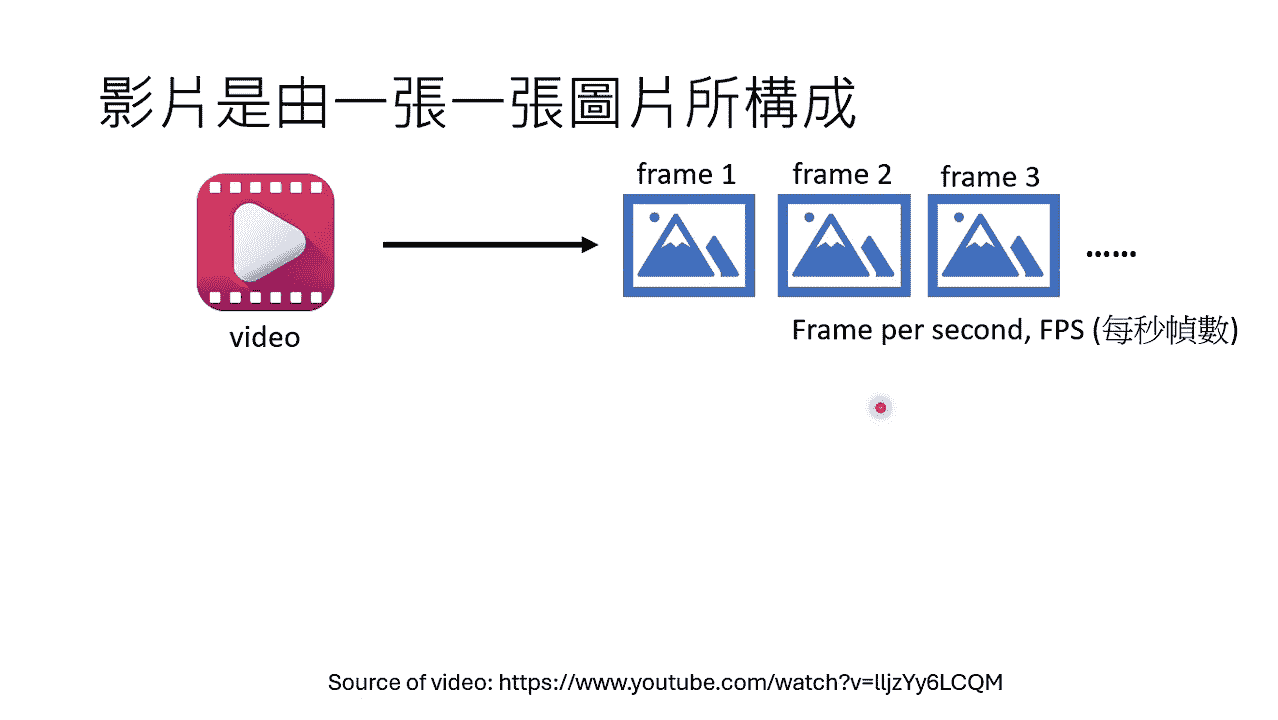 影片是由一張一張圖片所構成
frame 1
frame 2
frame 3
......
video
Frame per second, FPS (每秒幀數)
Source of video: https://www.youtube.com/watch?v=lljzYy6LCQM